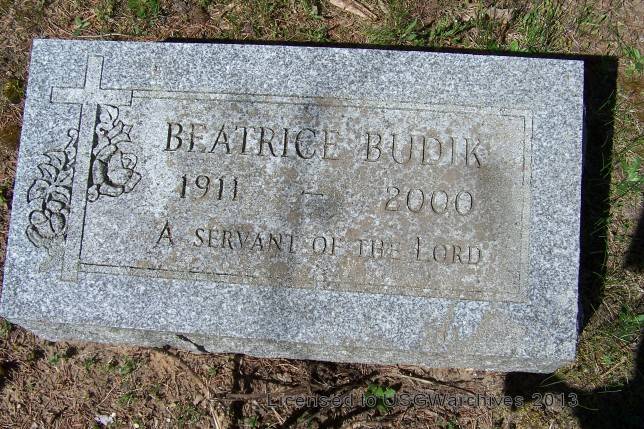 BEATRICE BUDIK
1911 – 2000
A SERVANT OF THE LORD
Licensed to USGWarchives 2013